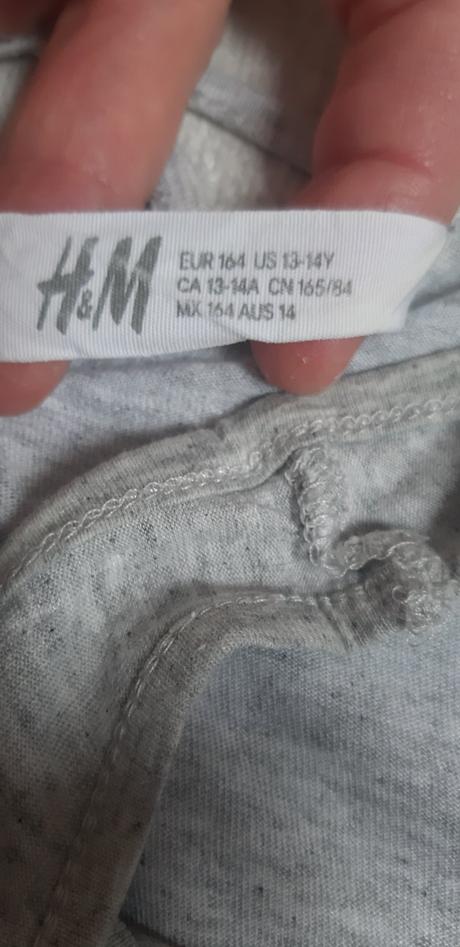 H&M
EUR 164 US 13-14Y
CA 13-14A CN 165/84
MX 164 AUS 14